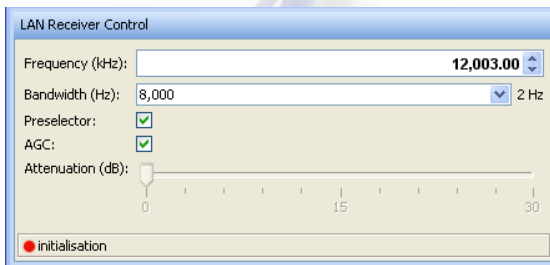 LAN Receiver Control
Frequency (kHz): 12,003.00
Bandwidth (Hz): 8,000 2 Hz
Preselector:
AGC:
Attenuation (dB):
0 15 30
initialisation